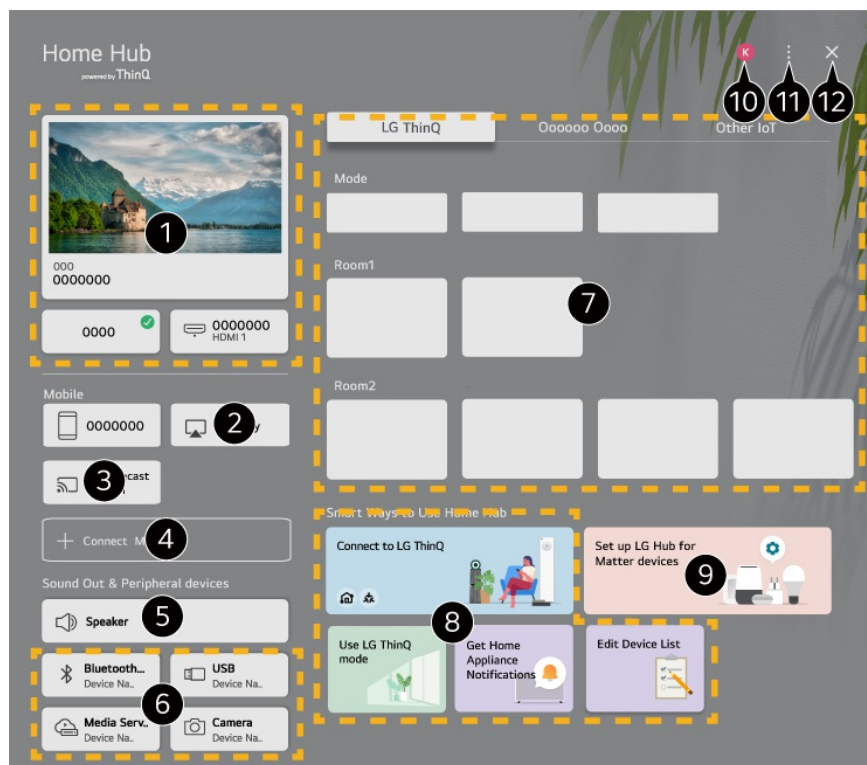 Home Hub
powered by ThinQ
K
10
11
12
1
000
0000000
0000
0000000
HDMI 1
Mobile
0000000
2
3
4
+ Connect
Sound Out & Peripheral devices
Speaker
5
Bluetooth...
Device Na..
USB
Device Na..
6
Media Serv..
Device Na..
Camera
Device Na..
LG ThinQ
Oooooo Oooo
Other IoT
Mode
Room1
7
Room2
Smart Ways to Use Home Hub
Connect to LG ThinQ
Set up LG Hub for
Matter devices
9
8
Use LG ThinQ
mode
Get Home
Appliance
Notifications
Edit Device List